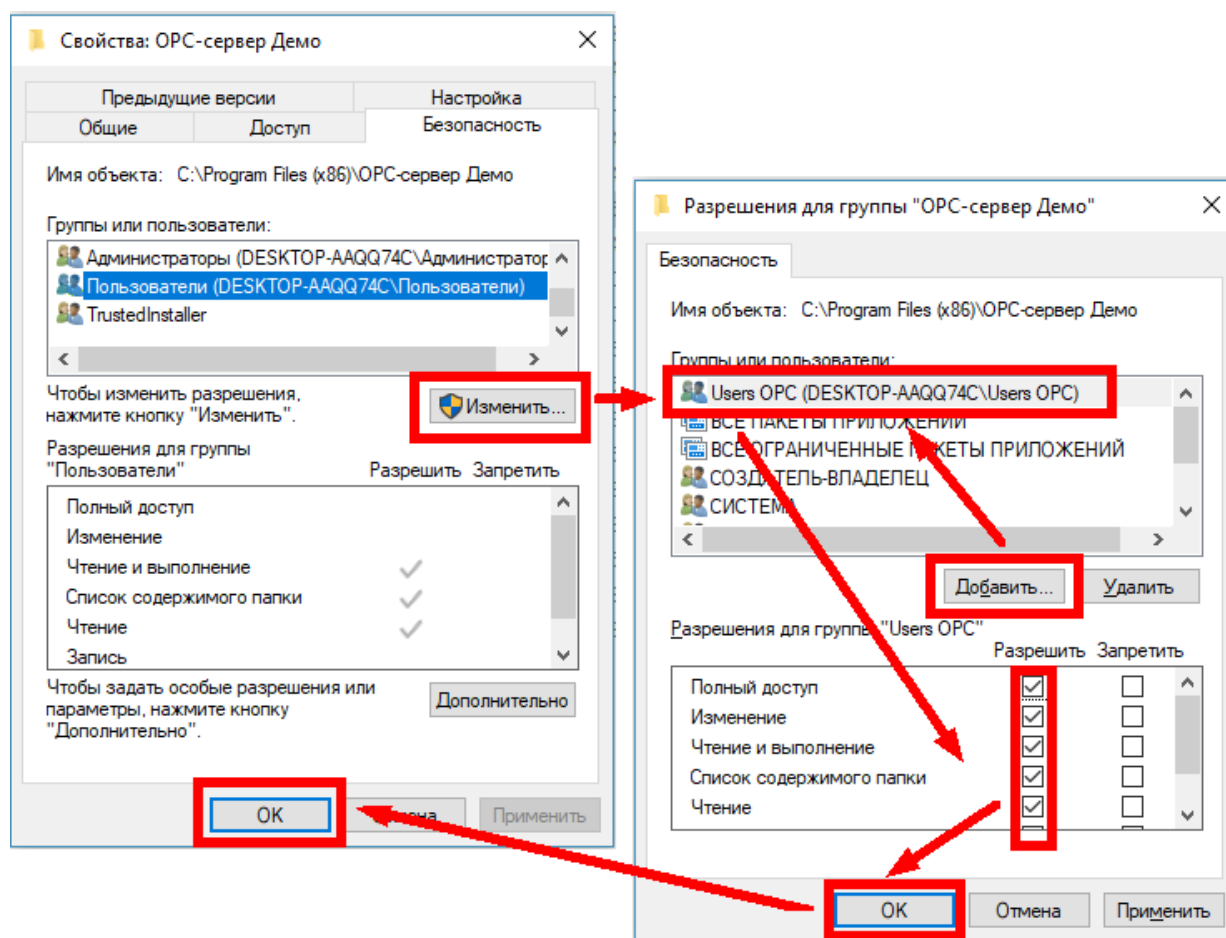 Свойства: ОРС-сервер Демо
Предыдущие версии
Настройка
Общие
Доступ
Безопасность
Имя объекта: C:\Program Files (x86)\ОРС-сервер Демо
Группы или пользователи:
Администраторы (DESKTOP-AAQQ74C\Администратор
Пользователи (DESKTOP-AAQQ74C\Пользователи)
TrustedInstaller
Чтобы изменить разрешения,
нажмите кнопку "Изменить".
Изменить...
Разрешения для группы
"Пользователи"
Разрешить Запретить
Полный доступ
Изменение
Чтение и выполнение
Список содержимого папки
Чтение
Запись
Чтобы задать особые разрешения или
параметры, нажмите кнопку
"Дополнительно".
Дополнительно
OK
Применить
Разрешения для группы "ОРС-сервер Демо"
Безопасность
Имя объекта: C:\Program Files (x86)\ОРС-сервер Демо
Группы или пользователи:
Users OPC (DESKTOP-AAQQ74C\Users OPC)
ВСЕ ПАКЕТЫ ПРИЛОЖЕНИЙ
ВСЕ ОГРАНИЧЕННЫЕ ПАКЕТЫ ПРИЛОЖЕНИЙ
СОЗДАТЕЛЬ-ВЛАДЕЛЕЦ
СИСТЕМА
Добавить...
Удалить
Разрешения для группы "Users OPC"
Разрешить Запретить
Полный доступ
Изменение
Чтение и выполнение
Список содержимого папки
Чтение
OK
Отмена
Применить